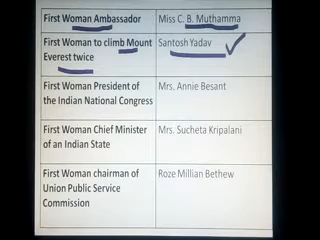 First Woman Ambassador
Miss C. B. Muthamma
First Woman to climb Mount
Everest twice
Santosh Yadav
First Woman President of
the Indian National Congress
Mrs. Annie Besant
First Woman Chief Minister
of an Indian State
Mrs. Sucheta Kripalani
First Woman chairman of
Union Public Service
Commission
Roze Millian Bethew